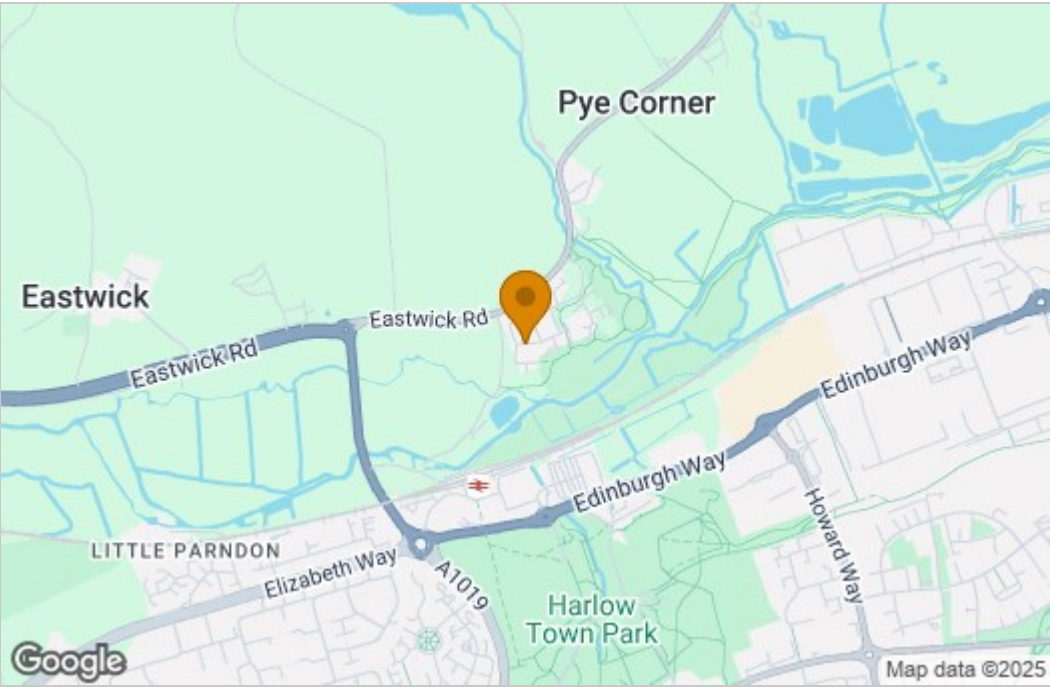 Pye Corner
Eastwick
Eastwick Rd
Eastwick Rd
Edinburgh Way
Edinburgh Way
Howard Way
LITTLE PARNDON
Elizabeth Way
A1019
Harlow
Town Park
Google
Map data ©2025